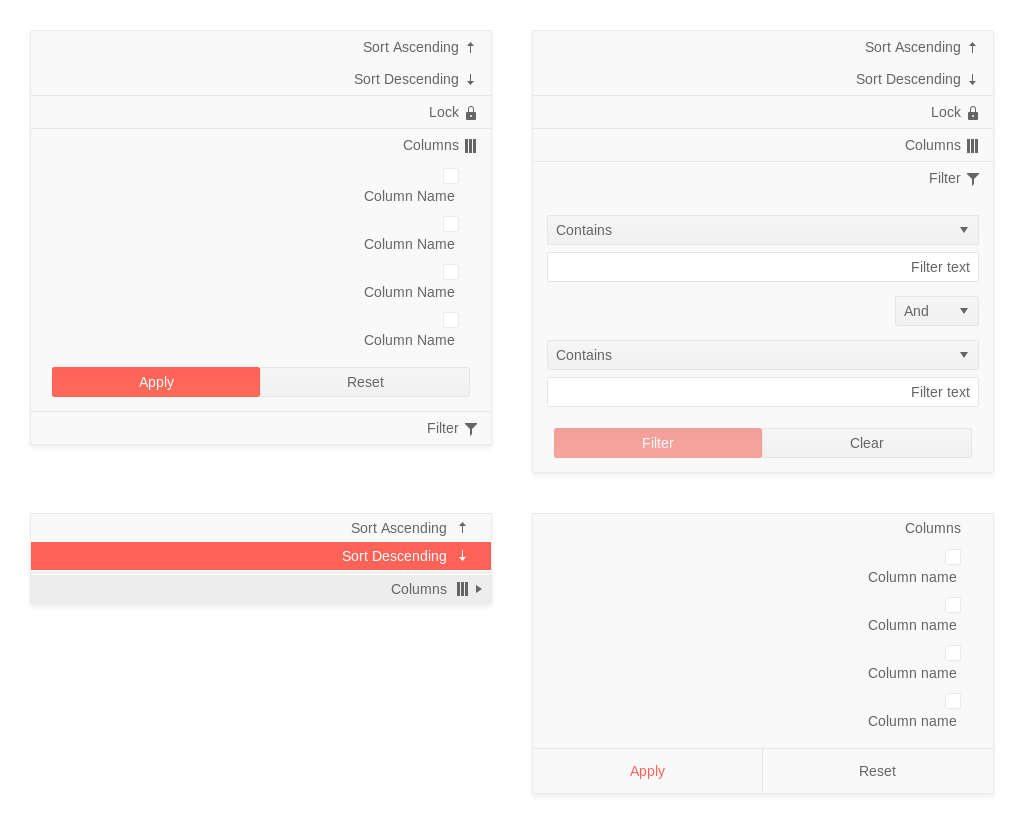 Sort Ascending
Sort Descending
Lock
Columns
Column Name
Column Name
Column Name
Column Name
Apply
Reset
Filter
Sort Ascending
Sort Descending
Lock
Columns
Filter
Contains
Filter text
And
Contains
Filter text
Filter
Clear
Sort Ascending
Sort Descending
Columns
Columns
Column name
Column name
Column name
Column name
Apply
Reset